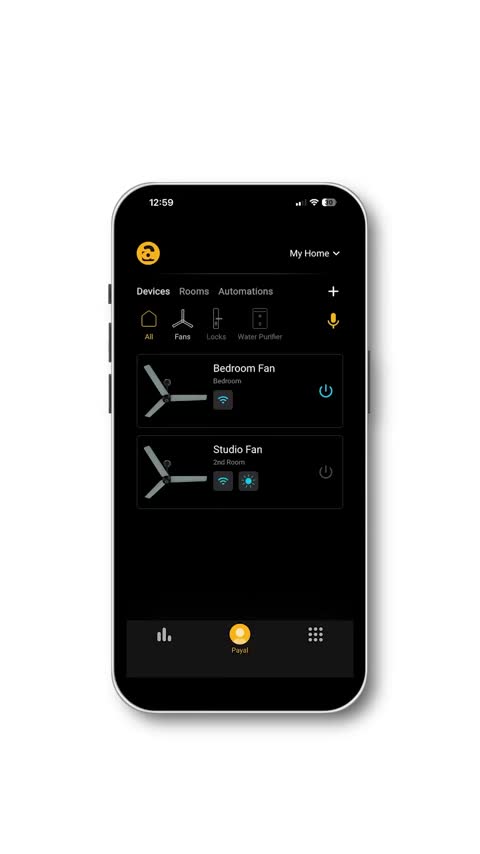 12:59
30
My Home
Devices Rooms Automations
All Fans Locks Water Purifier
Bedroom Fan
Bedroom
Studio Fan
2nd Room
Payal